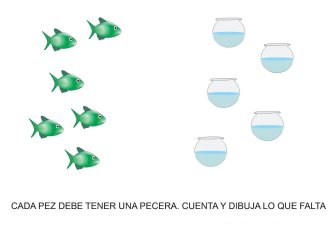 CADA PEZ DEBE TENER UNA PECERA. CUENTA Y DIBUJA LO QUE FALTA